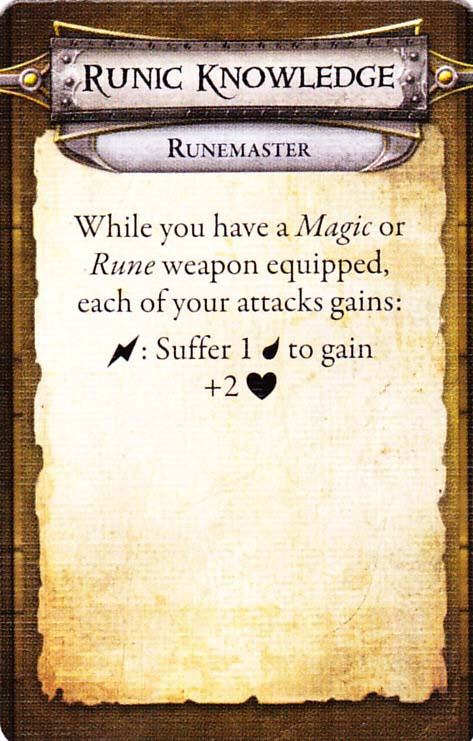 Runic Knowledge
Runemaster
While you have a Magic or
Rune weapon equipped,
each of your attacks gains:
: Suffer 1 to gain
+2